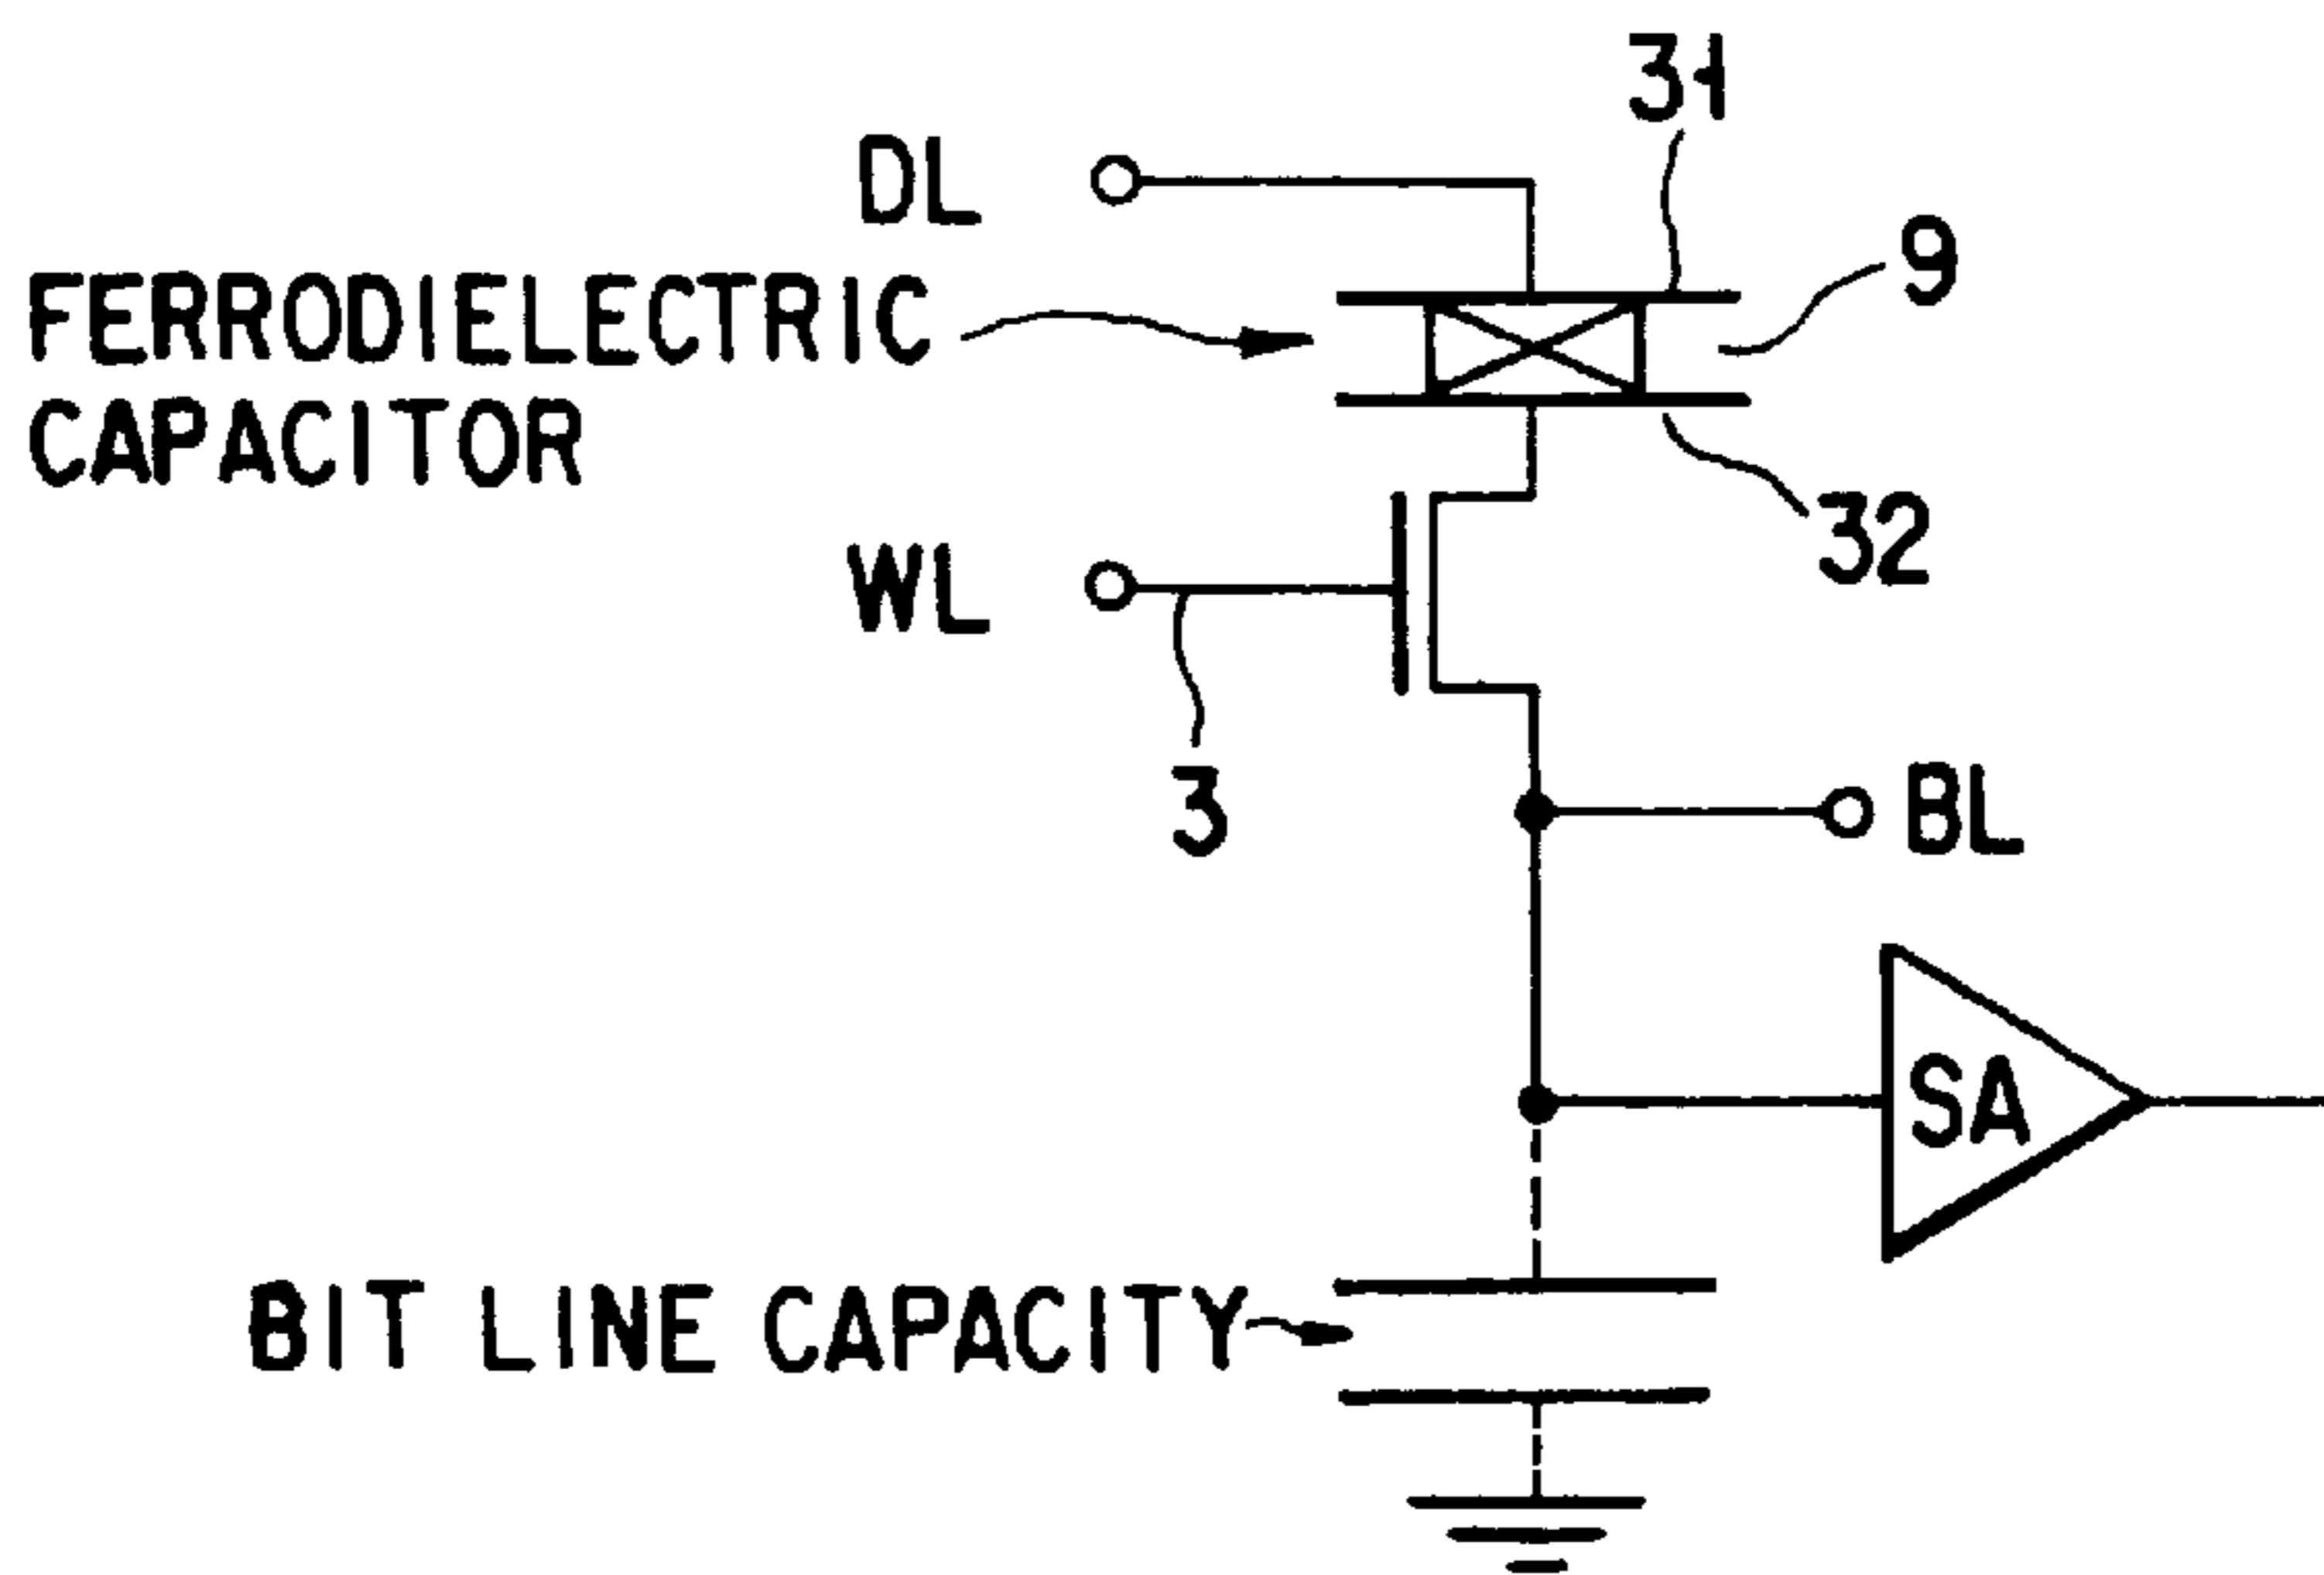 31
DL
9
FERRODIELECTRIC
CAPACITOR
32
WL
3
BL
SA
BIT LINE CAPACITY